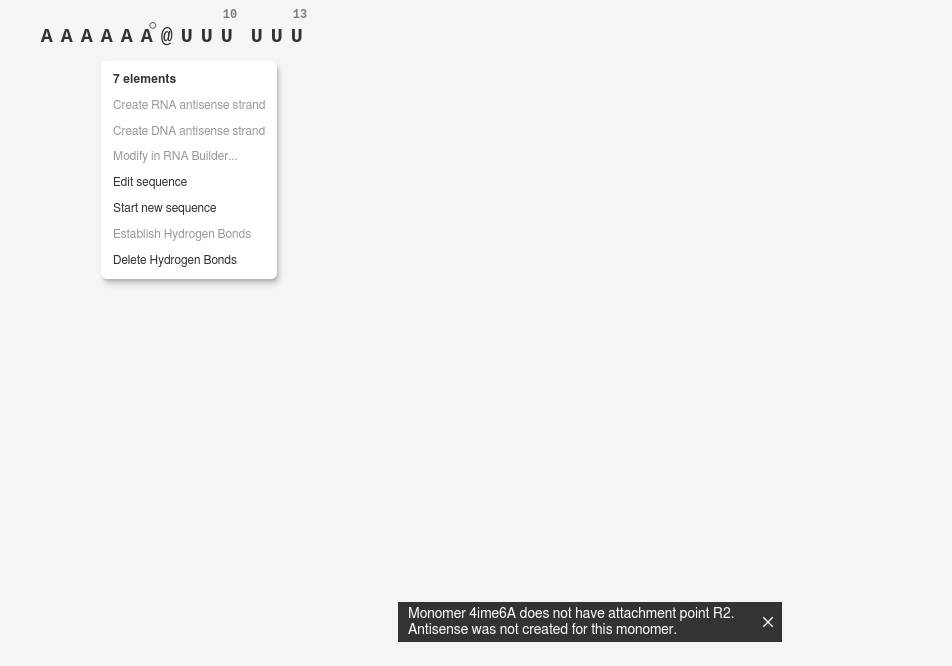 10 13
A A A A A A @ U U U U U U
7 elements
Create RNA antisense strand
Create DNA antisense strand
Modify in RNA Builder...
Edit sequence
Start new sequence
Establish Hydrogen Bonds
Delete Hydrogen Bonds
Monomer 4ime6A does not have attachment point R2.
Antisense was not created for this monomer.